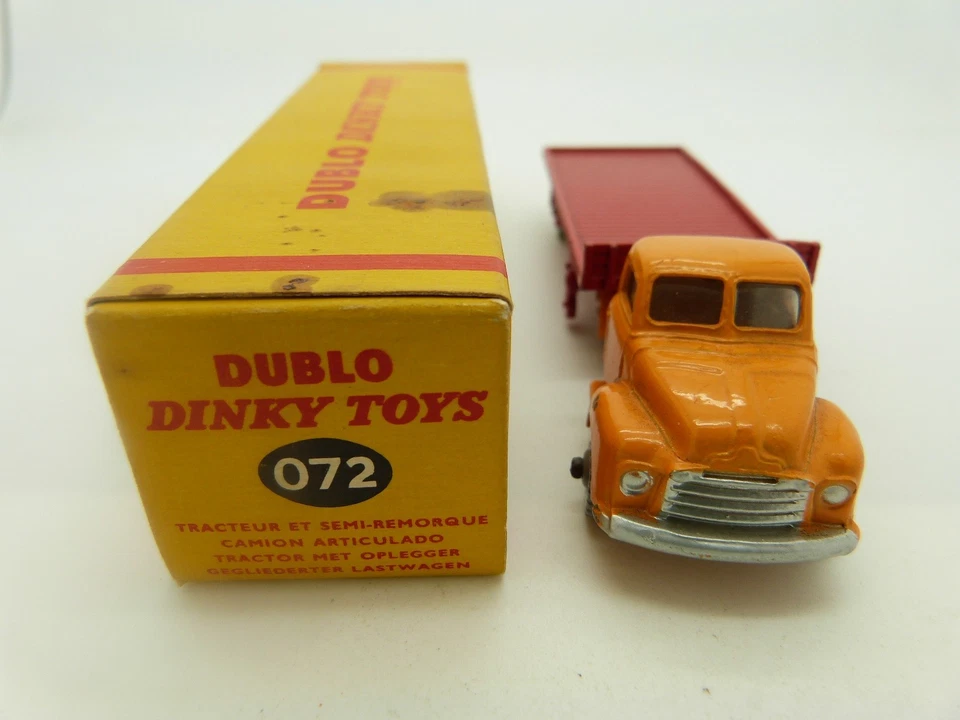 DUBLO DINKY TOYS
DUBLO
DINKY TOYS
072
TRACTEUR ET SEMI-REMORQUE
CAMION ARTICULADO
TRACTOR MET OPLEGGER
GEGLIEDERTER LASTWAGEN